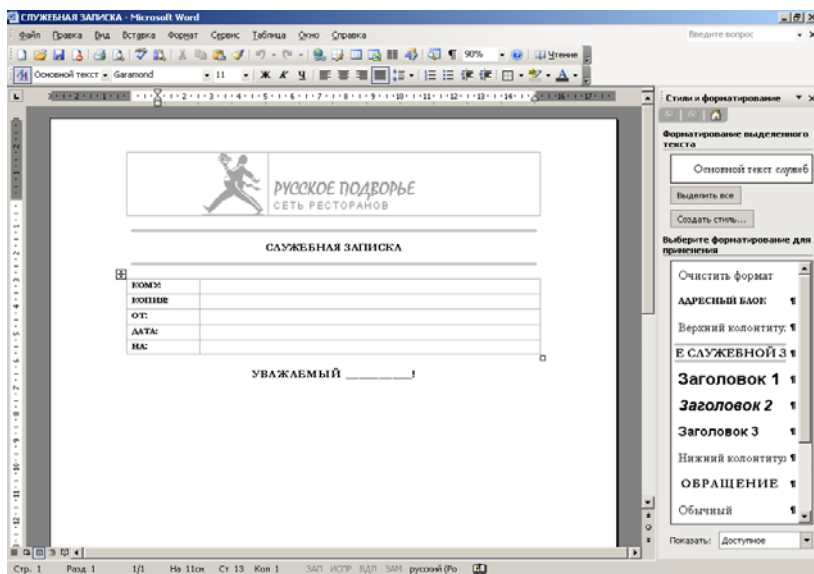 СЛУЖЕБНАЯ ЗАПИСКА - Microsoft Word
Файл Правка Вид Вставка Формат Сервис Таблица Окно Справка
Введите вопрос
90% Чтение
Основной текст Garamond 11 Ж К Ч
Стили и форматирование
Форматирование выделенного текста
Основной текст служеб
Выделить все
Создать стиль...
Выберите форматирование для применения
Очистить формат
АДРЕСНЫЙ БЛОК ¶
Верхний колонтиту. ¶
Е СЛУЖЕБНОЙ З ¶
Заголовок 1 ¶
Заголовок 2 ¶
Заголовок 3 ¶
Нижний колонтиту ¶
ОБРАЩЕНИЕ ¶
Обычный ¶
Показать: Доступное
РУССКОЕ ПОДВОРЬЕ
СЕТЬ РЕСТОРАНОВ
СЛУЖЕБНАЯ ЗАПИСКА
КОМУ:
КОПИЯ:
ОТ:
ДАТА:
НА:
УВАЖАЕМЫЙ __________!
Стр. 1 Разд 1 1/1 На 11см Ст 13 Кол 1 ЗАП ИСПР ВДЛ ЗАМ русский (Ро